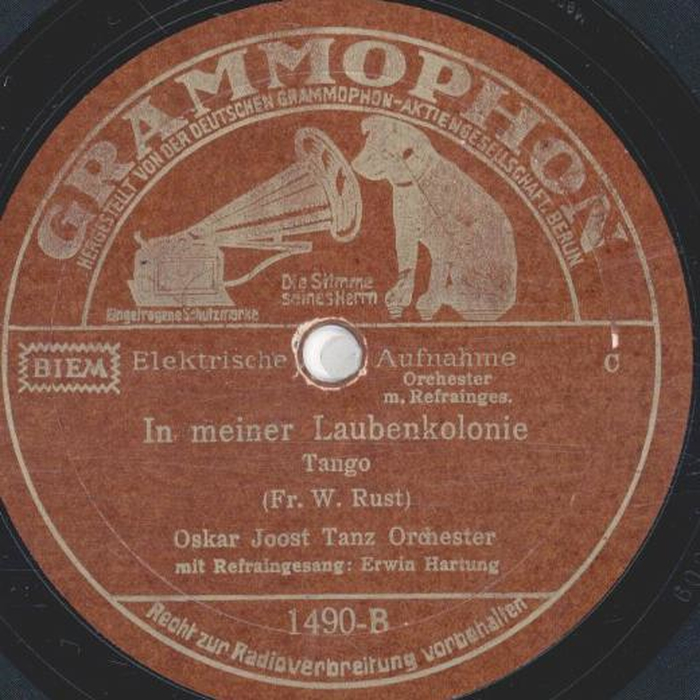 GRAMMOPHON
HERGESTELLT VON DER DEUTSCHEN GRAMMOPHON-AKTIENGESELLSCHAFT, BERLIN
Die Stimme
seines Herrn
Eingetragene Schutzmarke
BIEM Elektrische Aufnahme C
Orchester
m. Refrainges.
In meiner Laubenkolonie
Tango
(Fr. W. Rust)
Oskar Joost Tanz Orchester
mit Refraingesang: Erwin Hartung
1490-B
Recht zur Radioverbreitung vorbehalten